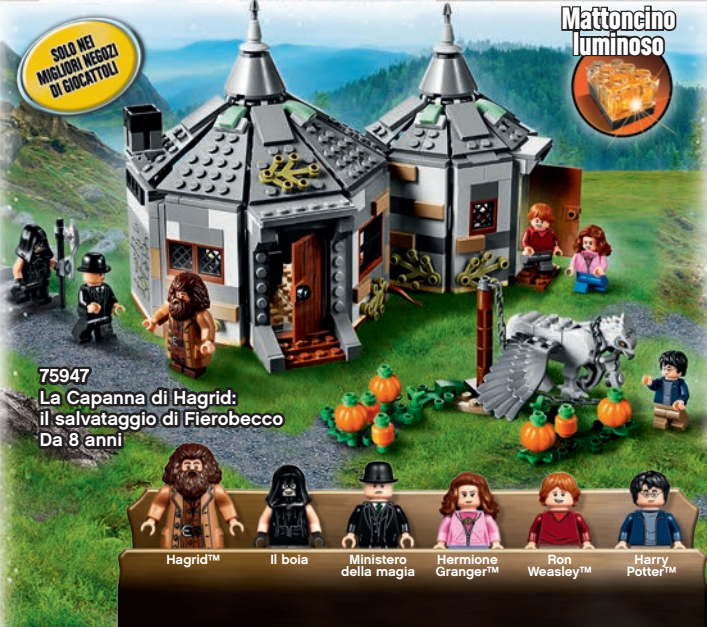 SOLO NEI
MIGLIORI NEGOZI
DI GIOCATTOLI
Mattoncino
luminoso
75947
La Capanna di Hagrid:
il salvataggio di Fierobecco
Da 8 anni
Hagrid™
Il boia
Ministero
della magia
Hermione
Granger™
Ron
Weasley™
Harry
Potter™